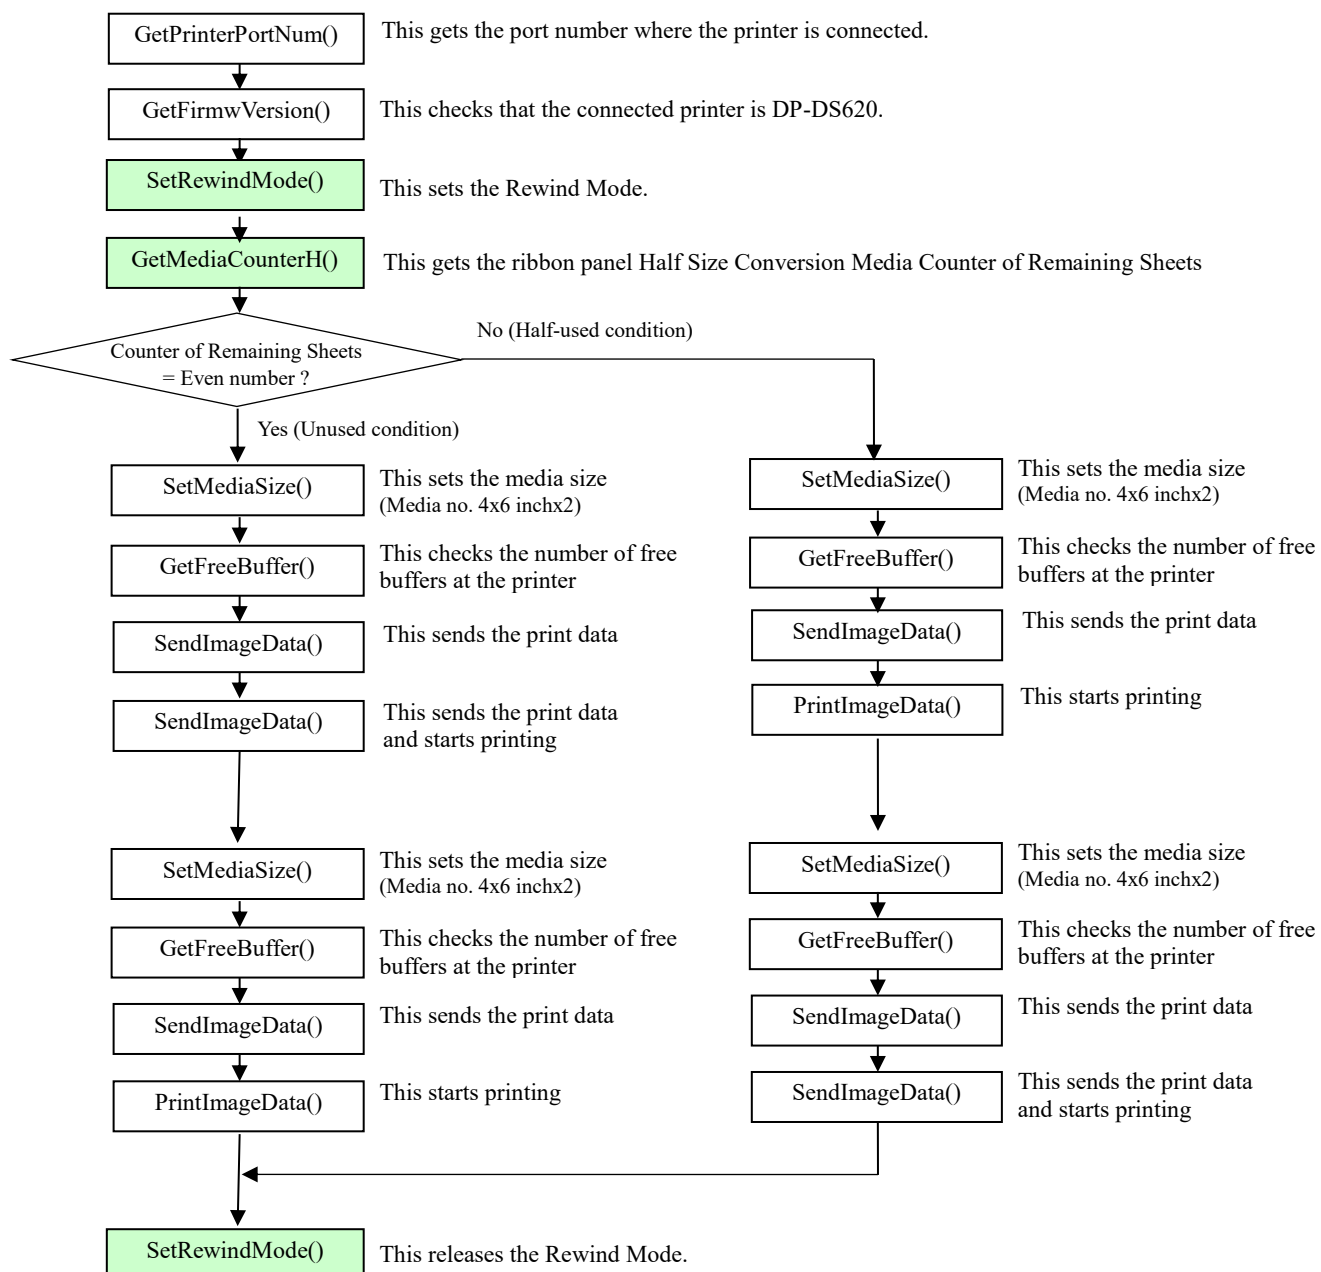 GetPrinterPortNum()
This gets the port number where the printer is connected.
GetFirmwVersion()
This checks that the connected printer is DP-DS620.
SetRewindMode()
This sets the Rewind Mode.
GetMediaCounterH()
This gets the ribbon panel Half Size Conversion Media Counter of Remaining Sheets
Counter of Remaining Sheets
= Even number ?
No (Half-used condition)
Yes (Unused condition)
SetMediaSize()
This sets the media size
(Media no. 4x6 inchx2)
GetFreeBuffer()
This checks the number of free
buffers at the printer
SendImageData()
This sends the print data
SendImageData()
This sends the print data
and starts printing
SetMediaSize()
This sets the media size
(Media no. 4x6 inchx2)
GetFreeBuffer()
This checks the number of free
buffers at the printer
SendImageData()
This sends the print data
PrintImageData()
This starts printing
SetMediaSize()
This sets the media size
(Media no. 4x6 inchx2)
GetFreeBuffer()
This checks the number of free
buffers at the printer
SendImageData()
This sends the print data
PrintImageData()
This starts printing
SetMediaSize()
This sets the media size
(Media no. 4x6 inchx2)
GetFreeBuffer()
This checks the number of free
buffers at the printer
SendImageData()
This sends the print data
SendImageData()
This sends the print data
and starts printing
SetRewindMode()
This releases the Rewind Mode.